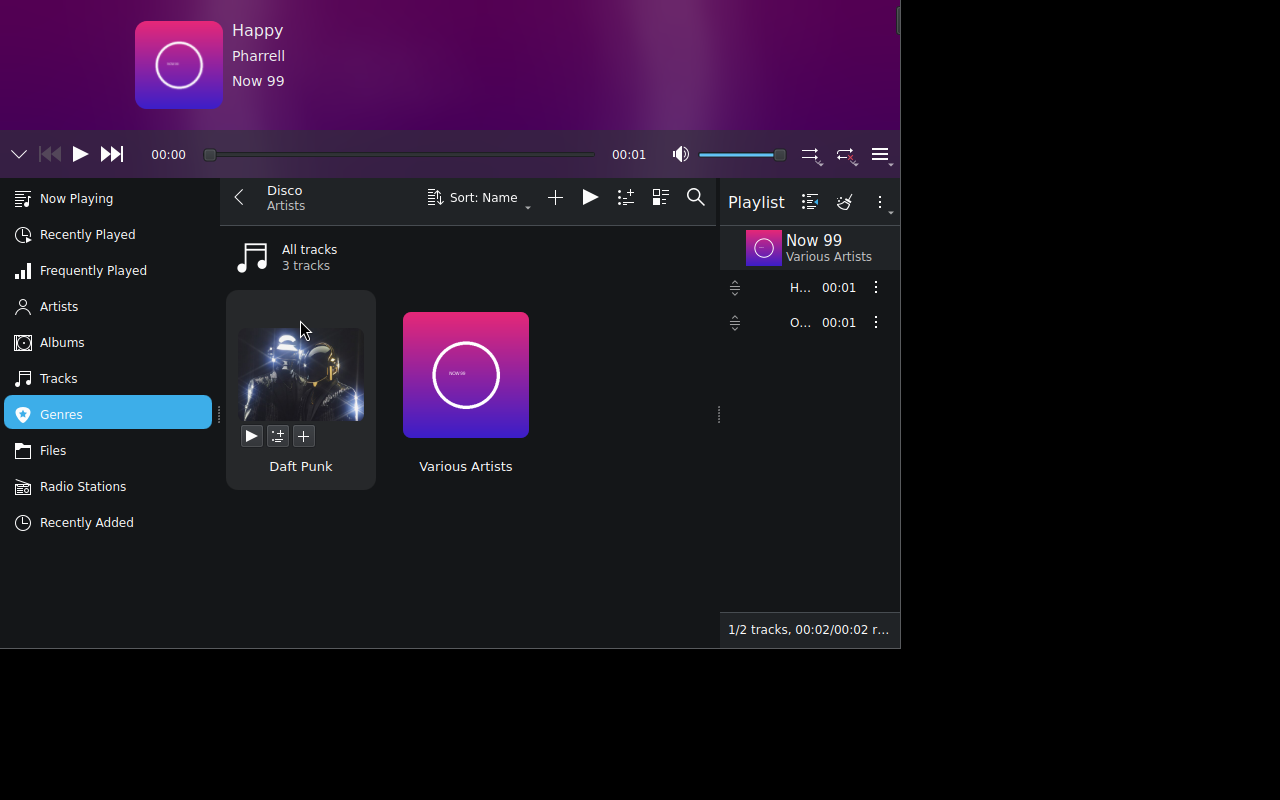 Happy
Pharrell
Now 99
00:00
00:01
Now Playing
Recently Played
Frequently Played
Artists
Albums
Tracks
Genres
Files
Radio Stations
Recently Added
Disco
Artists
Sort: Name
All tracks
3 tracks
Daft Punk
NOW 99
Various Artists
Playlist
Now 99
Various Artists
H... 00:01
O... 00:01
1/2 tracks, 00:02/00:02 r...